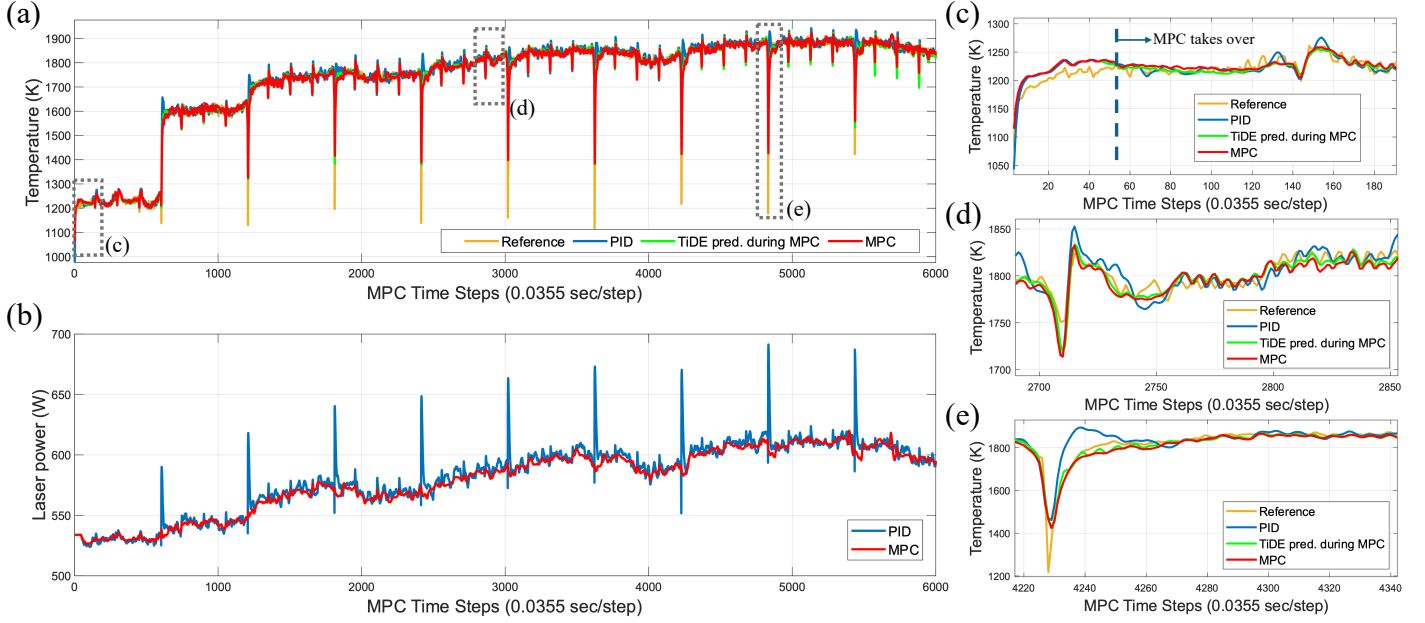 (a)
Temperature (K)
1900
1800
1700
1600
1500
1400
1300
1200
1100
1000
(c)
(d)
(e)
Reference PID TiDE pred. during MPC MPC
0 1000 2000 3000 4000 5000 6000
MPC Time Steps (0.0355 sec/step)
(b)
Laser power (W)
700
650
600
550
500
PID
MPC
0 1000 2000 3000 4000 5000 6000
MPC Time Steps (0.0355 sec/step)
(c)
Temperature (K)
1300
1250
1200
1150
1100
1050
MPC takes over
Reference
PID
TiDE pred. during MPC
MPC
20 40 60 80 100 120 140 160 180
MPC Time Steps (0.0355 sec/step)
(d)
Temperature (K)
1850
1800
1750
1700
Reference
PID
TiDE pred. during MPC
MPC
2700 2750 2800 2850
MPC Time Steps (0.0355 sec/step)
(e)
Temperature (K)
1800
1600
1400
1200
Reference
PID
TiDE pred. during MPC
MPC
4220 4240 4260 4280 4300 4320 4340
MPC Time Steps (0.0355 sec/step)